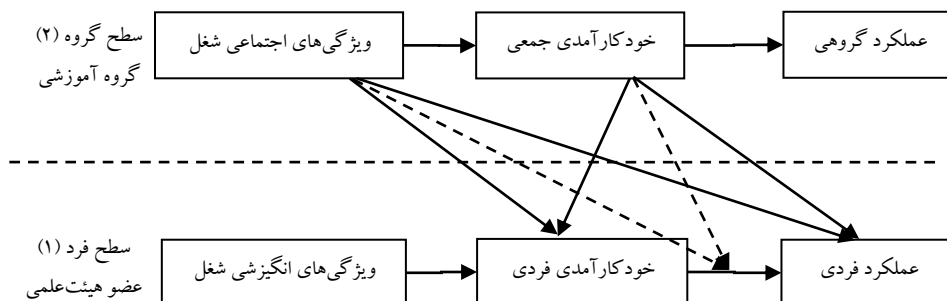 سطح گروه (۲)
گروه آموزشی
ویژگی‌های اجتماعی شغل
خودکارآمدی جمعی
عملکرد گروهی
سطح فرد (۱)
عضو هیئت‌علمی
ویژگی‌های انگیزشی شغل
خودکارآمدی فردی
عملکرد فردی